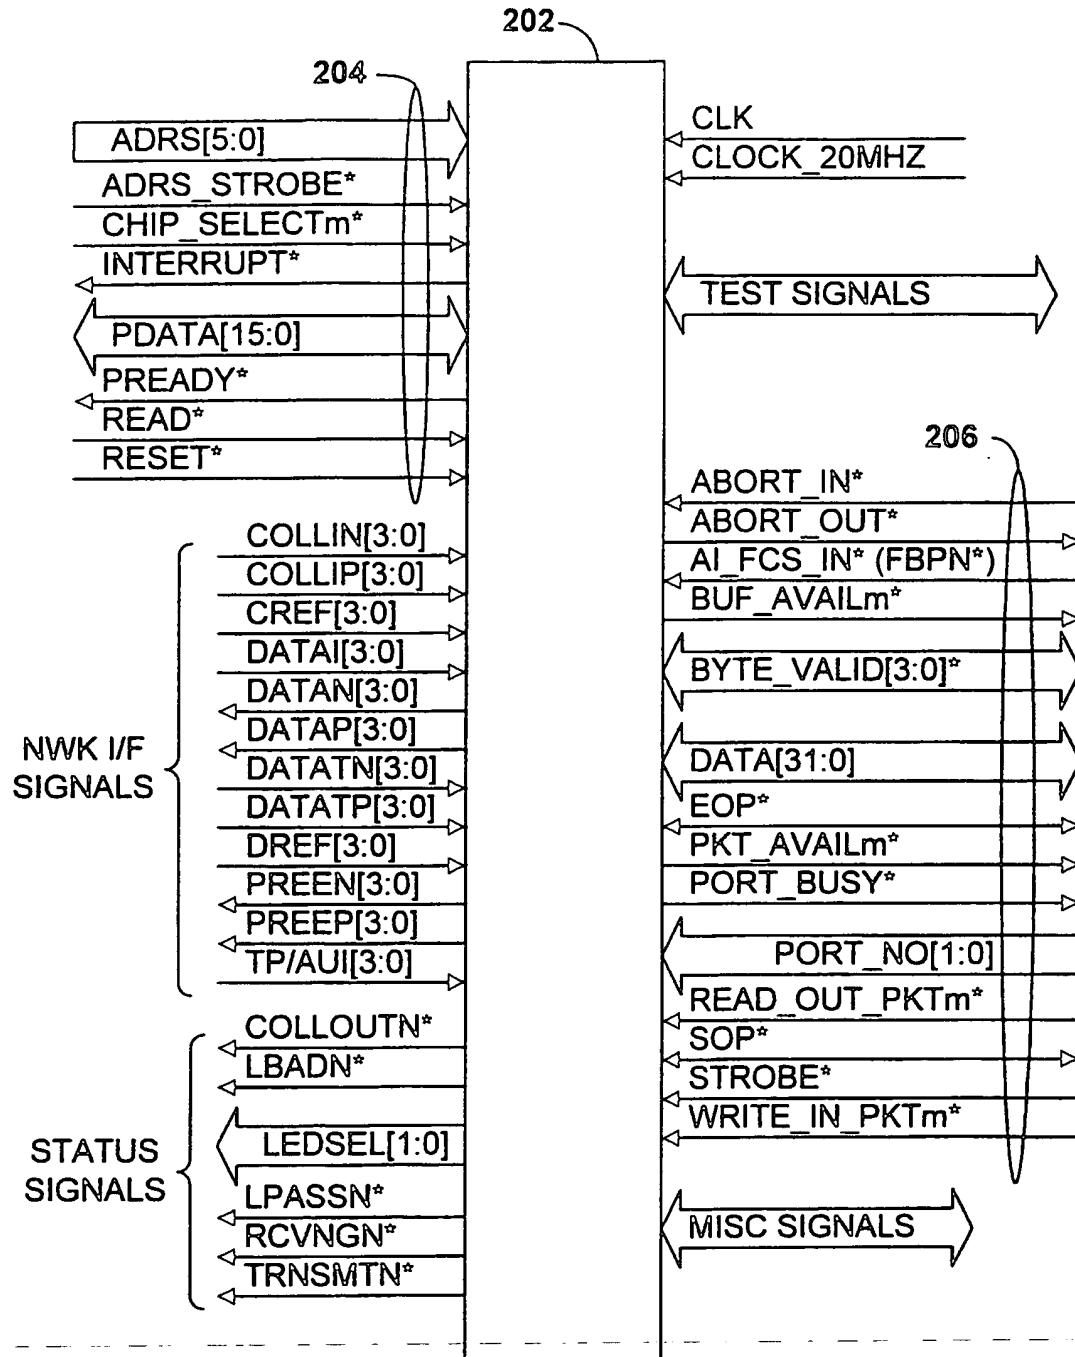 202
204
ADRS[5:0]
ADRS_STROBE*
CHIP_SELECTm*
INTERRUPT*
PDATA[15:0]
PREADY*
READ*
RESET*
NWK I/F
SIGNALS
COLLIN[3:0]
COLLIP[3:0]
CREF[3:0]
DATAI[3:0]
DATAN[3:0]
DATAP[3:0]
DATATN[3:0]
DATATP[3:0]
DREF[3:0]
PREEN[3:0]
PREEP[3:0]
TP/AUI[3:0]
STATUS
SIGNALS
COLLOUTN*
LBADN*
LEDSEL[1:0]
LPASSN*
RCVNGN*
TRNSMTN*
CLK
CLOCK_20MHZ
TEST SIGNALS
206
ABORT_IN*
ABORT_OUT*
AI_FCS_IN* (FBPN*)
BUF_AVAILm*
BYTE_VALID[3:0]*
DATA[31:0]
EOP*
PKT_AVAILm*
PORT_BUSY*
PORT_NO[1:0]
READ_OUT_PKTm*
SOP*
STROBE*
WRITE_IN_PKTm*
MISC SIGNALS